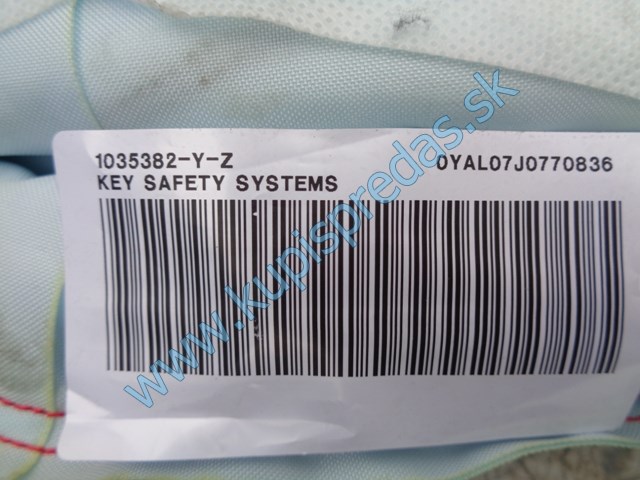 1035382-Y-Z 0YAL07J0770836
KEY SAFETY SYSTEMS
www.kupispredas.sk